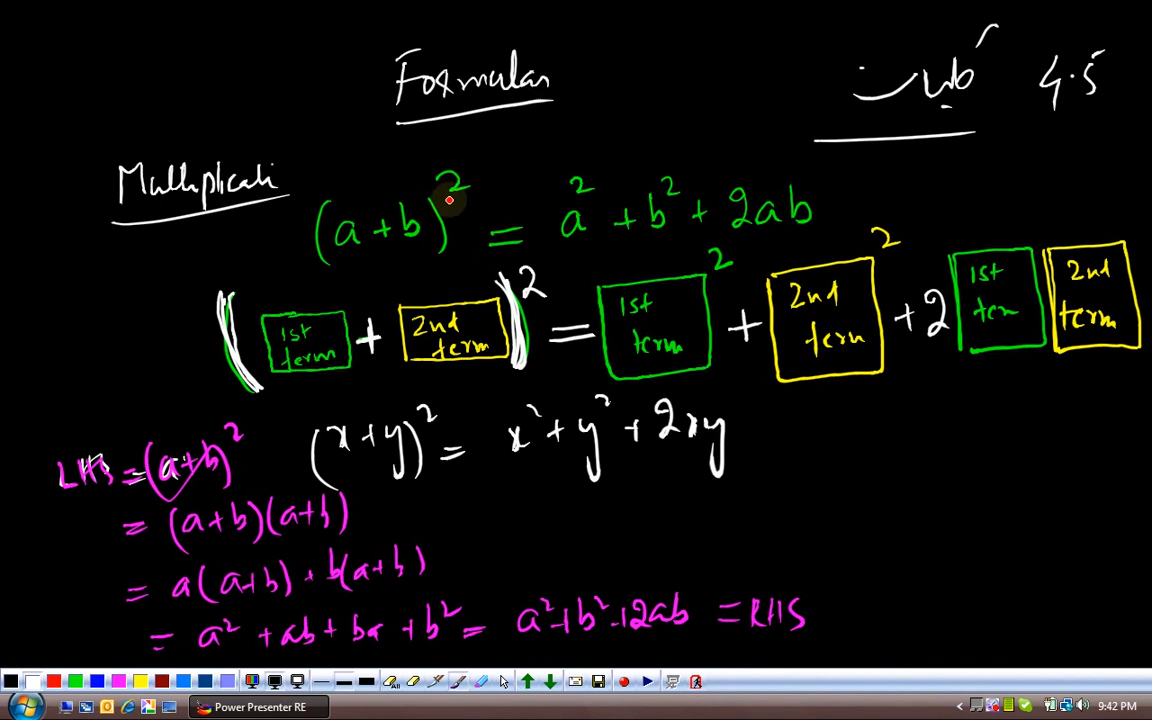 Formulas
کلیات 4.5
Multiplicati
(a+b)² = a² + b² + 2ab
(1st term + 2nd term)² = 1st term² + 2nd term² + 2 1st term 2nd term
(x+y)² = x² + y² + 2xy
LHS = (a+b)²
= (a+b)(a+b)
= a(a+b) + b(a+b)
= a² + ab + ba + b² = a² + b² + 2ab = RHS
Power Presenter RE
9:42 PM